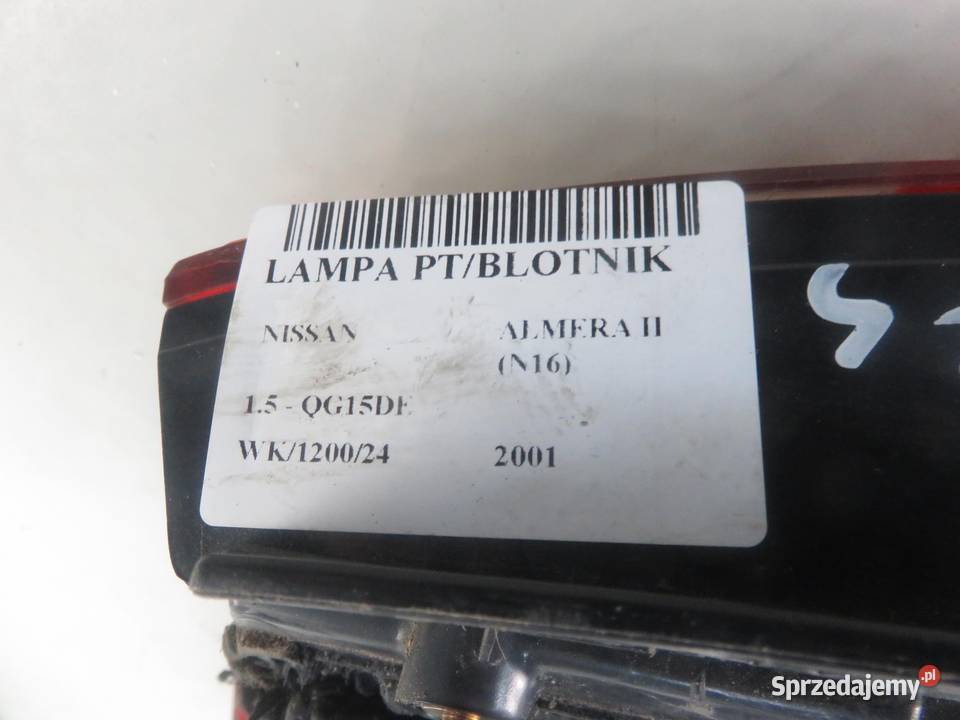 LAMPA PT/BLOTNIK
NISSAN ALMERA II
(N16)
1.5 - QG15DE
WK/1200/24 2001
Sprzedajemy.pl